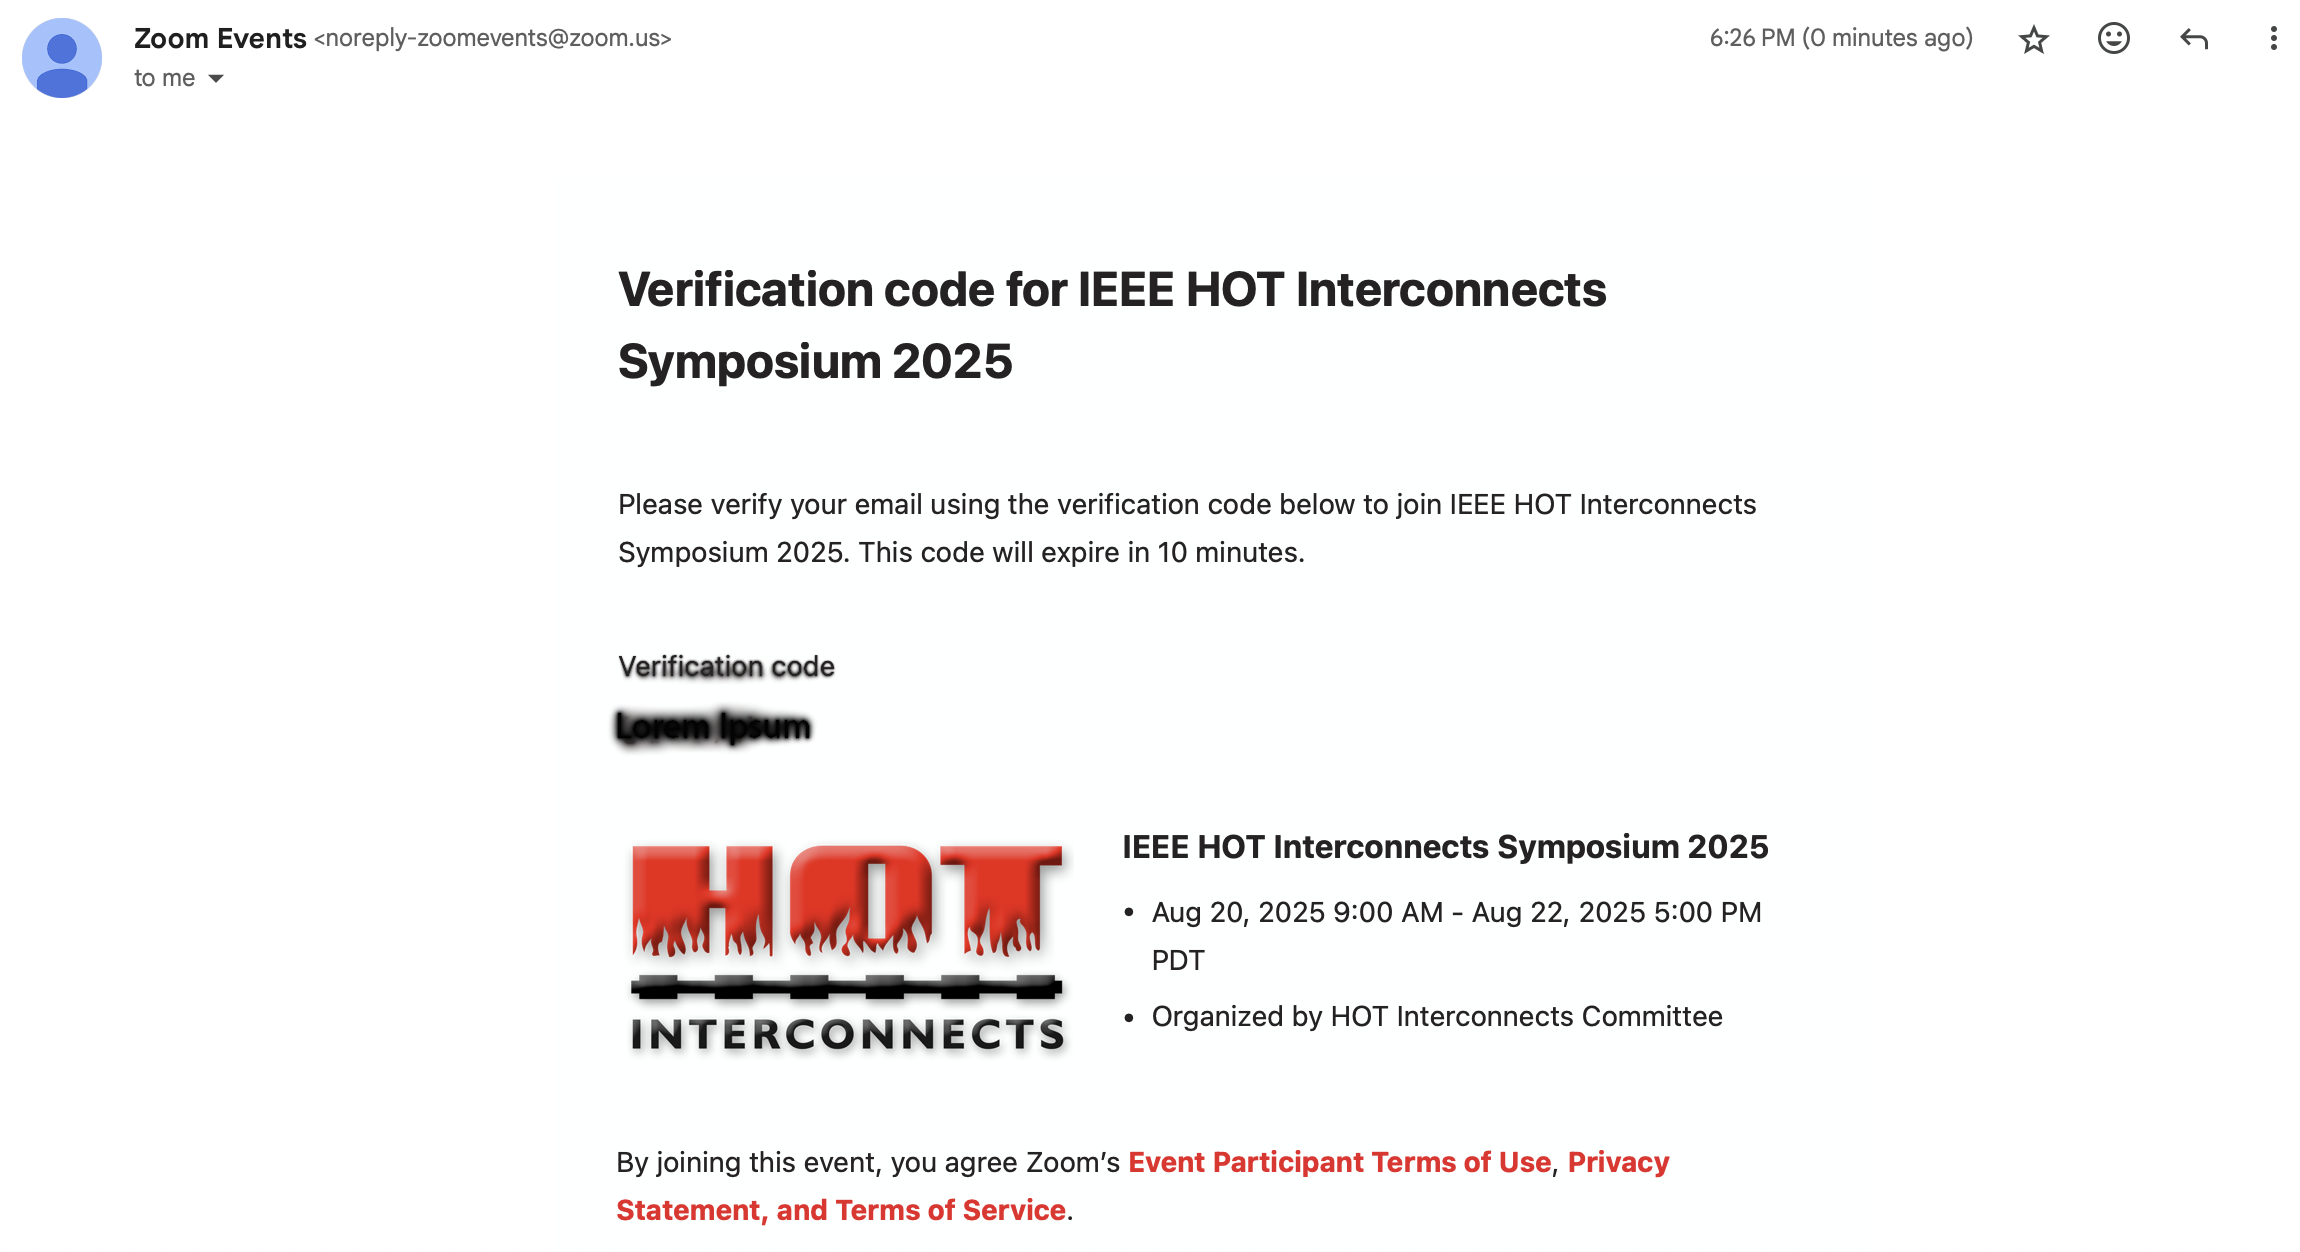 Zoom Events <noreply-zoomevents@zoom.us>
6:26 PM (0 minutes ago)
to me
Verification code for IEEE HOT Interconnects
Symposium 2025
Please verify your email using the verification code below to join IEEE HOT Interconnects
Symposium 2025. This code will expire in 10 minutes.
Verification code
Lorem Ipsum
HOT
INTERCONNECTS
IEEE HOT Interconnects Symposium 2025
• Aug 20, 2025 9:00 AM - Aug 22, 2025 5:00 PM
PDT
• Organized by HOT Interconnects Committee
By joining this event, you agree Zoom’s Event Participant Terms of Use, Privacy
Statement, and Terms of Service.